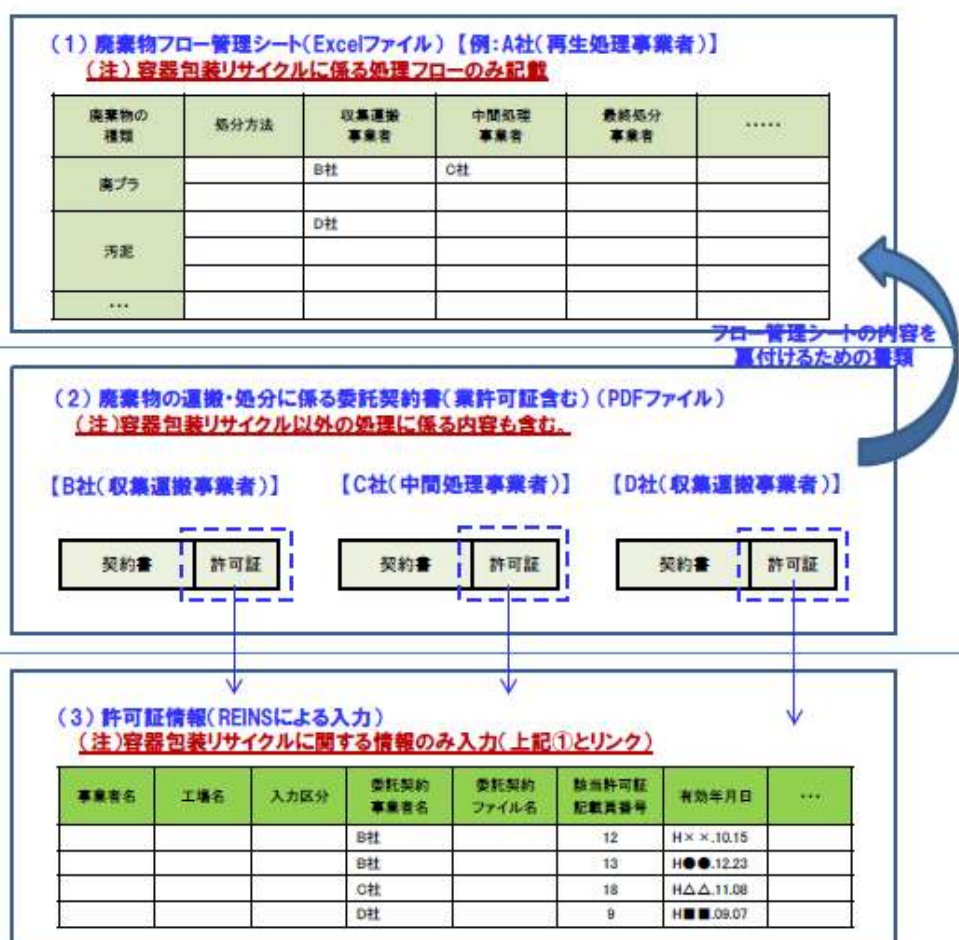 (1)廃棄物フロー管理シート(Excelファイル)【例:A社(再生処理事業者)】
(注)容器包装リサイクルに係る処理フローのみ記載
廃棄物の種類 処分方法 収集運搬事業者 中間処理事業者 最終処分事業者 ・・・・・
廃プラ B社 C社
汚泥 D社
・・・
フロー管理シートの内容を
裏付けるための書類
(2)廃棄物の運搬・処分に係る委託契約書(業許可証含む)(PDFファイル)
(注)容器包装リサイクル以外の処理に係る内容も含む。
【B社(収集運搬事業者)】 【C社(中間処理事業者)】 【D社(収集運搬事業者)】
契約書 許可証 契約書 許可証 契約書 許可証
(3)許可証情報(REINSによる入力)
(注)容器包装リサイクルに関する情報のみ入力(上記①とリンク)
事業者名 工場名 入力区分 委託契約事業者名 委託契約ファイル名 該当許可証記載頁番号 有効年月日 ・・・
B社 12 H××.10.15
B社 13 H●●.12.23
C社 18 H△△.11.08
D社 9 H■■.09.07